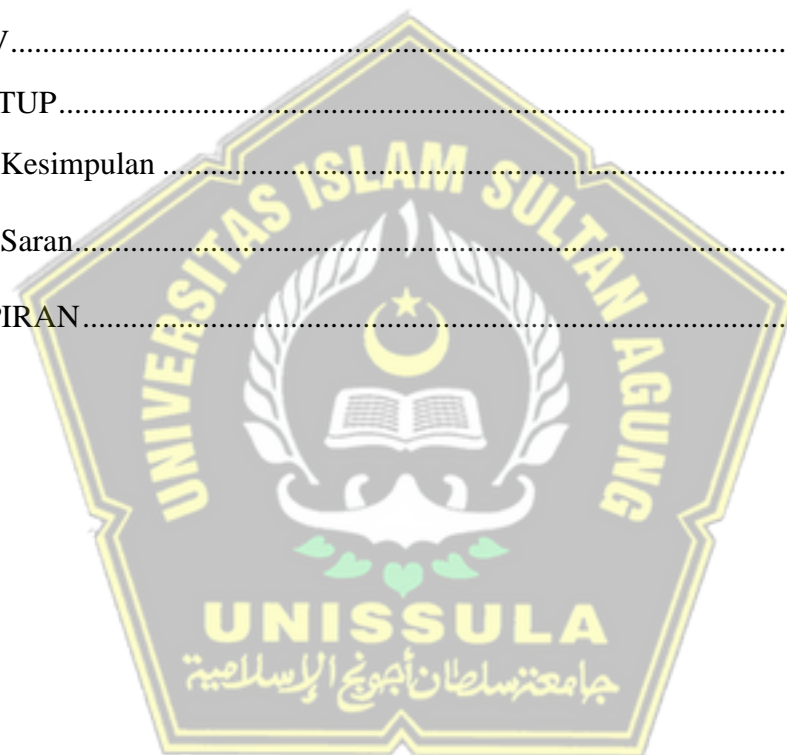 V
TUP
Kesimpulan
Saran
PIRAN
UNIVERSITAS ISLAM SULTAN AGUNG
UNISSULA
جامعة سلطان أجونج الإسلامية